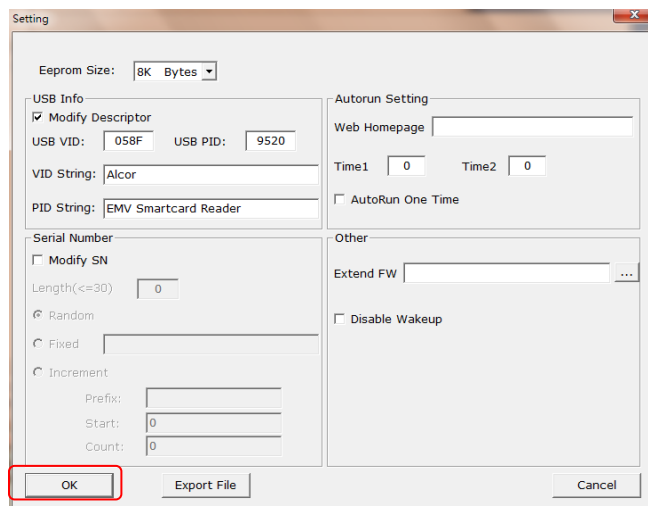 Setting
Eeprom Size: 8K Bytes
USB Info
Modify Descriptor
USB VID: 058F USB PID: 9520
VID String: Alcor
PID String: EMV Smartcard Reader
Autorun Setting
Web Homepage
Time1 0 Time2 0
AutoRun One Time
Serial Number
Modify SN
Length(<=30) 0
Random
Fixed
Increment
Prefix:
Start: 0
Count: 0
Other
Extend FW ...
Disable Wakeup
OK Export File Cancel